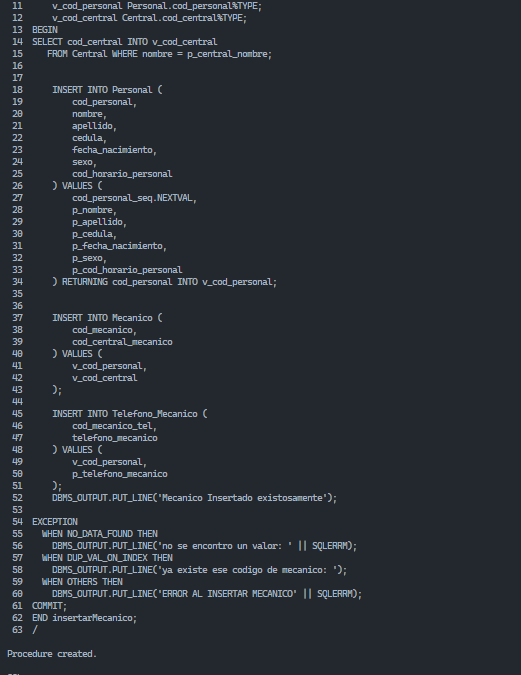 11 v_cod_personal Personal.cod_personal%TYPE;
12 v_cod_central Central.cod_central%TYPE;
13 BEGIN
14 SELECT cod_central INTO v_cod_central
15 FROM Central WHERE nombre = p_central_nombre;
16
17
18 INSERT INTO Personal (
19 cod_personal,
20 nombre,
21 apellido,
22 cedula,
23 fecha_nacimiento,
24 sexo,
25 cod_horario_personal
26 ) VALUES (
27 cod_personal_seq.NEXTVAL,
28 p_nombre,
29 p_apellido,
30 p_cedula,
31 p_fecha_nacimiento,
32 p_sexo,
33 p_cod_horario_personal
34 ) RETURNING cod_personal INTO v_cod_personal;
35
36
37 INSERT INTO Mecanico (
38 cod_mecanico,
39 cod_central_mecanico
40 ) VALUES (
41 v_cod_personal,
42 v_cod_central
43 );
44
45 INSERT INTO Telefono_Mecanico (
46 cod_mecanico_tel,
47 telefono_mecanico
48 ) VALUES (
49 v_cod_personal,
50 p_telefono_mecanico
51 );
52 DBMS_OUTPUT.PUT_LINE('Mecanico Insertado existosamente');
53
54 EXCEPTION
55 WHEN NO_DATA_FOUND THEN
56 DBMS_OUTPUT.PUT_LINE('no se encontro un valor: ' || SQLERRM);
57 WHEN DUP_VAL_ON_INDEX THEN
58 DBMS_OUTPUT.PUT_LINE('ya existe ese codigo de mecanico: ');
59 WHEN OTHERS THEN
60 DBMS_OUTPUT.PUT_LINE('ERROR AL INSERTAR MECANICO' || SQLERRM);
61 COMMIT;
62 END insertarMecanico;
63 /
Procedure created.